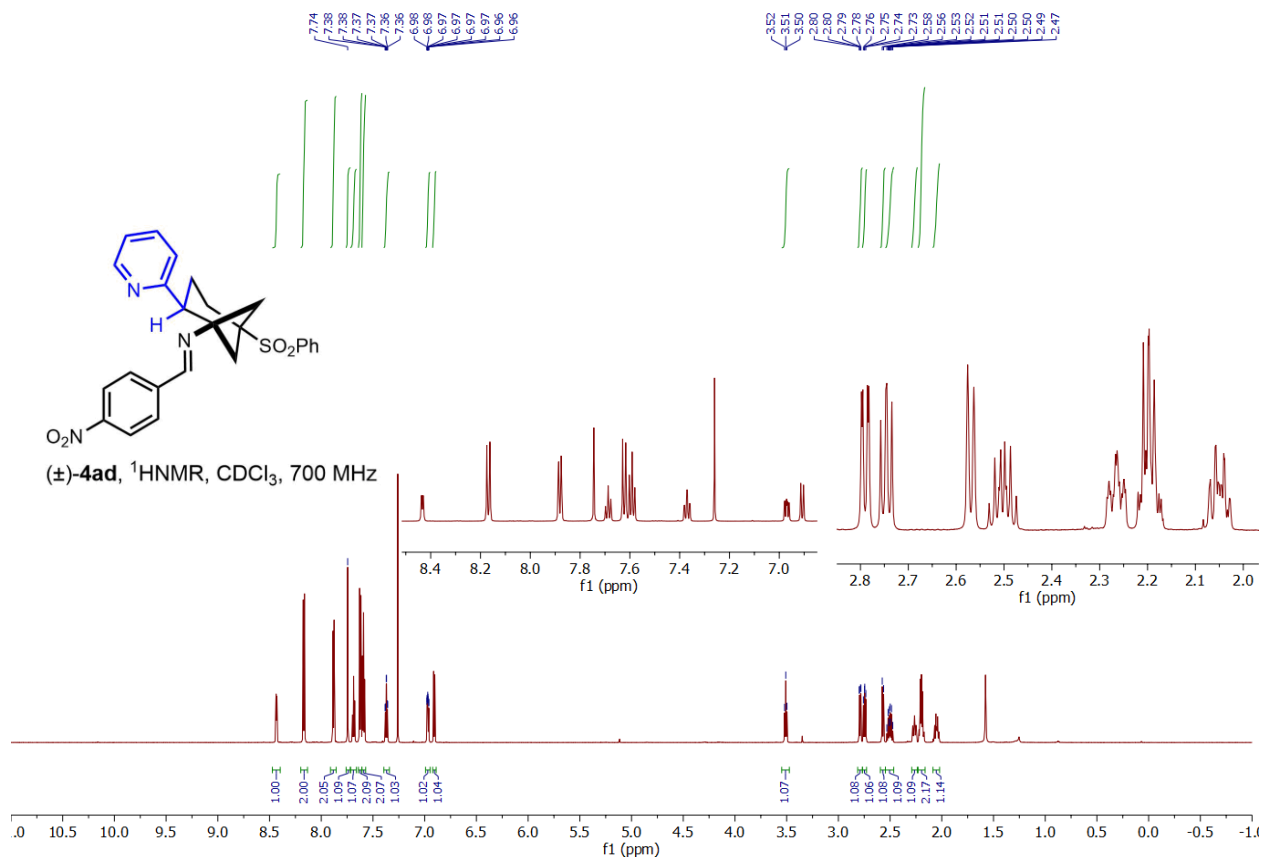 7.74 7.38 7.38 7.37 7.37 7.36 7.36 6.98 6.98 6.97 6.97 6.97 6.97 6.96 6.96 3.52 3.51 3.50 2.80 2.80 2.79 2.78 2.76 2.75 2.74 2.73 2.58 2.56 2.53 2.52 2.51 2.51 2.50 2.50 2.49 2.47
N
H
N
SO2Ph
O2N
(±)-4ad, ¹HNMR, CDCl₃, 700 MHz
8.4 8.2 8.0 7.8 7.6 7.4 7.2 7.0
f1 (ppm)
2.8 2.7 2.6 2.5 2.4 2.3 2.2 2.1 2.0
f1 (ppm)
1.00 2.00 2.05 1.09 1.07 2.09 2.07 1.03 1.02 1.04 1.07 1.08 1.06 1.08 1.09 1.09 2.17 1.14
.0 10.5 10.0 9.5 9.0 8.5 8.0 7.5 7.0 6.5 6.0 5.5 5.0 4.5 4.0 3.5 3.0 2.5 2.0 1.5 1.0 0.5 0.0 -0.5 -1.0
f1 (ppm)